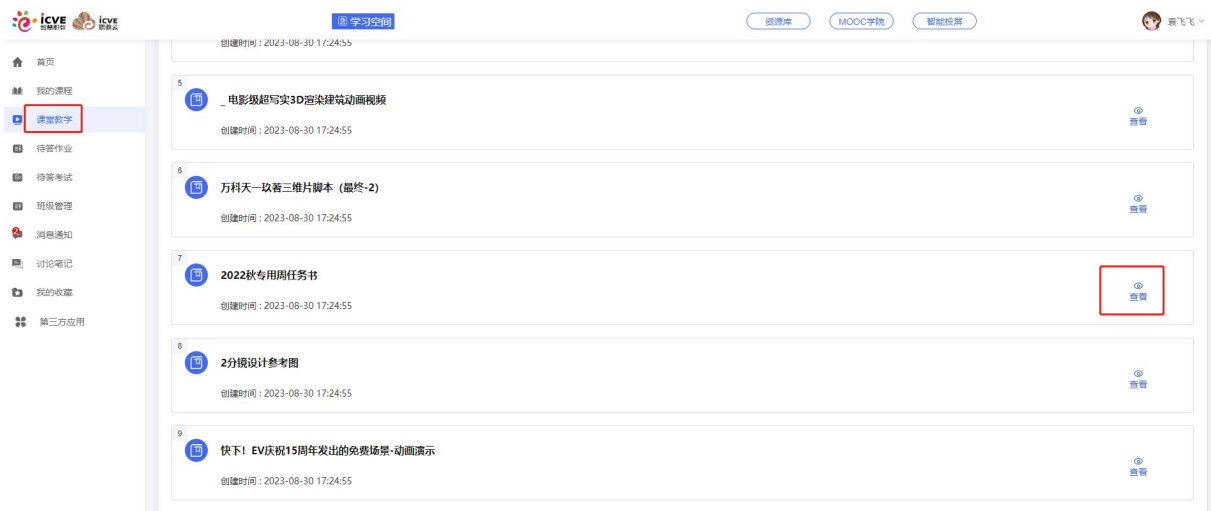 icve 智慧职教 icve 职教云 学习空间 资源库 MOOC学院 智能投屏 袁飞飞
创建时间 : 2023-08-30 17:24:55
首页
我的课程
课堂教学
待答作业
待答考试
班级管理
2
消息通知
讨论笔记
我的收藏
第三方应用
5
_ 电影级超写实3D渲染建筑动画视频
创建时间 : 2023-08-30 17:24:55
查看
6
万科天一玖著三维片脚本（最终-2）
创建时间 : 2023-08-30 17:24:55
查看
7
2022秋专用周任务书
创建时间 : 2023-08-30 17:24:55
查看
8
2分镜设计参考图
创建时间 : 2023-08-30 17:24:55
查看
9
快下！EV庆祝15周年发出的免费场景-动画演示
创建时间 : 2023-08-30 17:24:55
查看